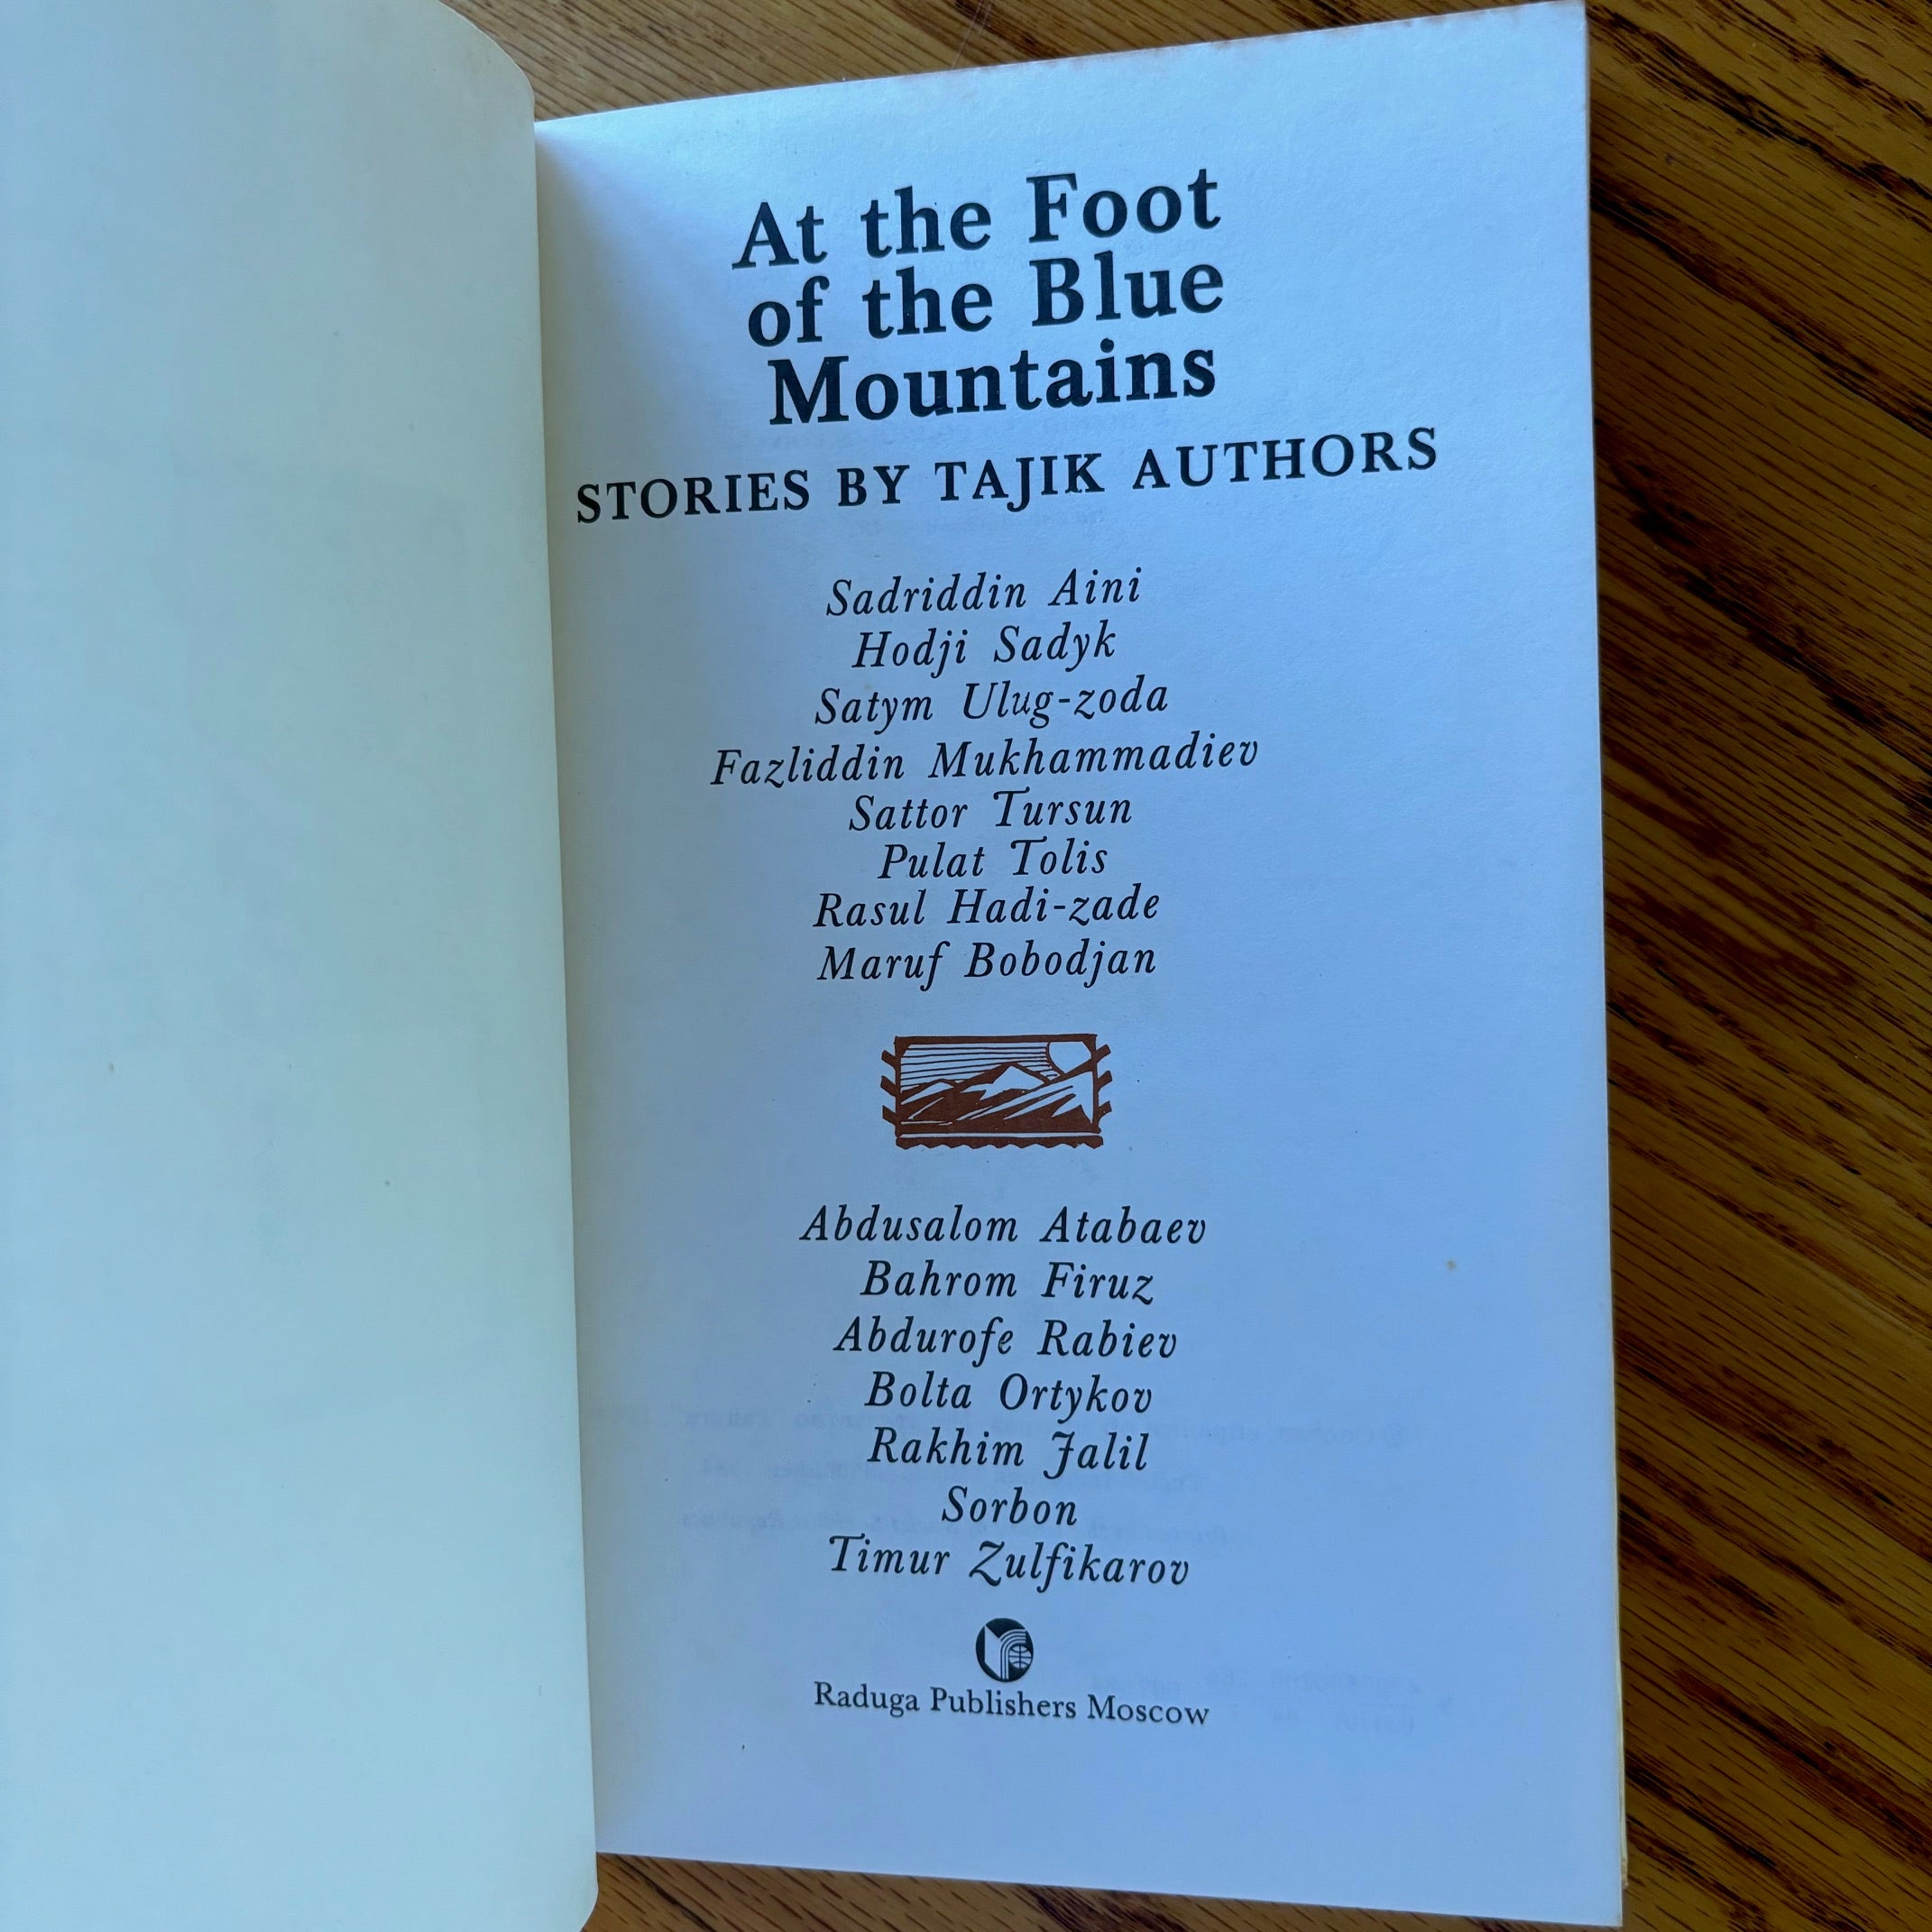 At the Foot
of the Blue
Mountains
STORIES BY TAJIK AUTHORS
Sadriddin Aini
Hodji Sadyk
Satym Ulug-zoda
Fazliddin Mukhammadiev
Sattor Tursun
Pulat Tolis
Rasul Hadi-zade
Maruf Bobodjan
Abdusalom Atabaev
Bahrom Firuz
Abdurofe Rabiev
Bolta Ortykov
Rakhim Jalil
Sorbon
Timur Zulfikarov
Raduga Publishers Moscow